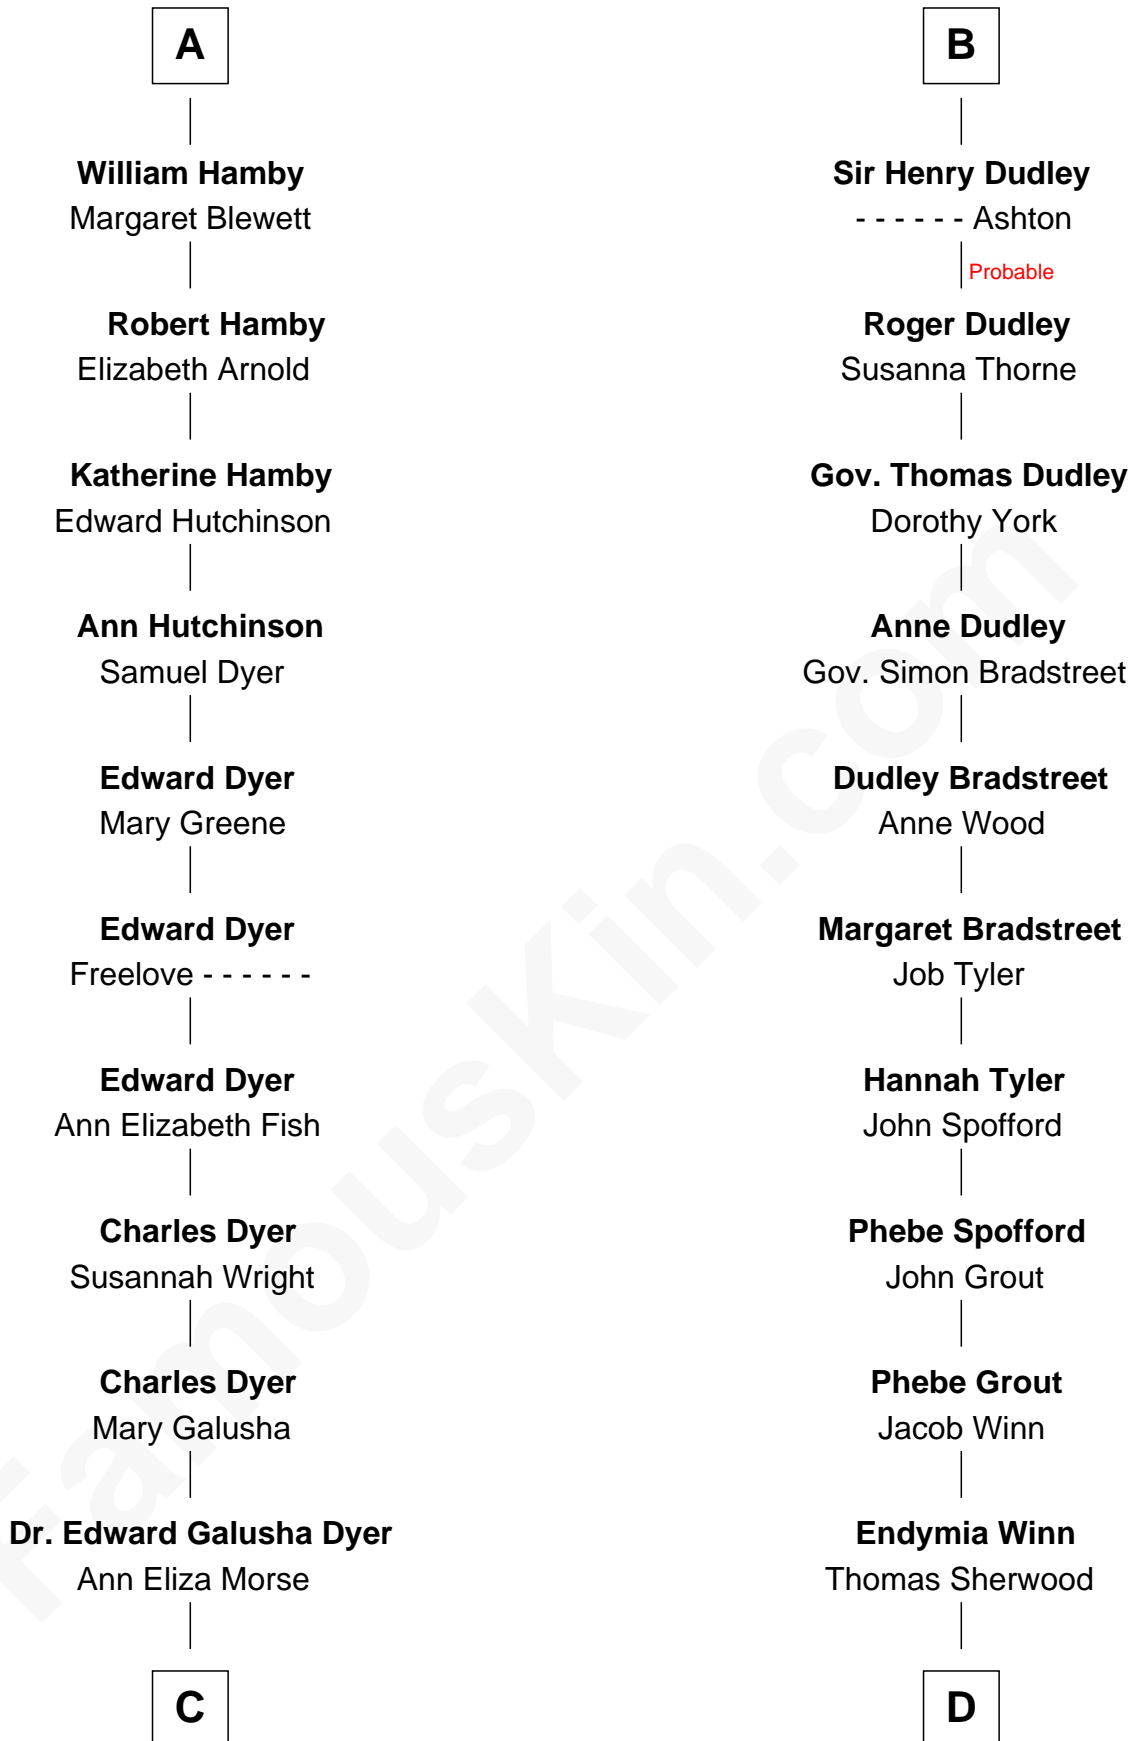 A
William Hamby
Margaret Blewett
Robert Hamby
Elizabeth Arnold
Katherine Hamby
Edward Hutchinson
Ann Hutchinson
Samuel Dyer
Edward Dyer
Mary Greene
Edward Dyer
Freelove - - - - - -
Edward Dyer
Ann Elizabeth Fish
Charles Dyer
Susannah Wright
Charles Dyer
Mary Galusha
Dr. Edward Galusha Dyer
Ann Eliza Morse
C
B
Sir Henry Dudley
- - - - - - Ashton
Probable
Roger Dudley
Susanna Thorne
Gov. Thomas Dudley
Dorothy York
Anne Dudley
Gov. Simon Bradstreet
Dudley Bradstreet
Anne Wood
Margaret Bradstreet
Job Tyler
Hannah Tyler
John Spofford
Phebe Spofford
John Grout
Phebe Grout
Jacob Winn
Endymia Winn
Thomas Sherwood
D
FamousKin.com